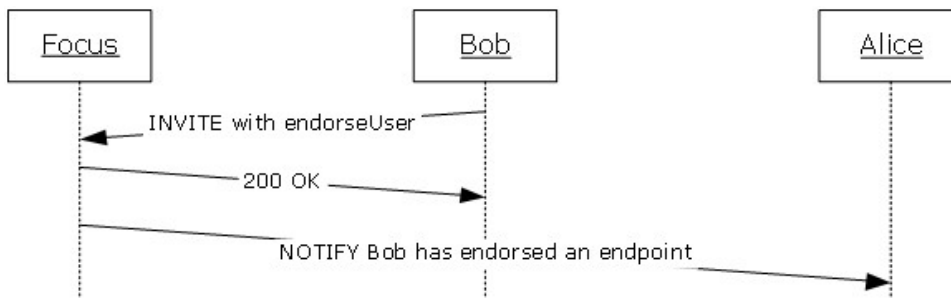 Focus
Bob
Alice
INVITE with endorseUser
200 OK
NOTIFY Bob has endorsed an endpoint